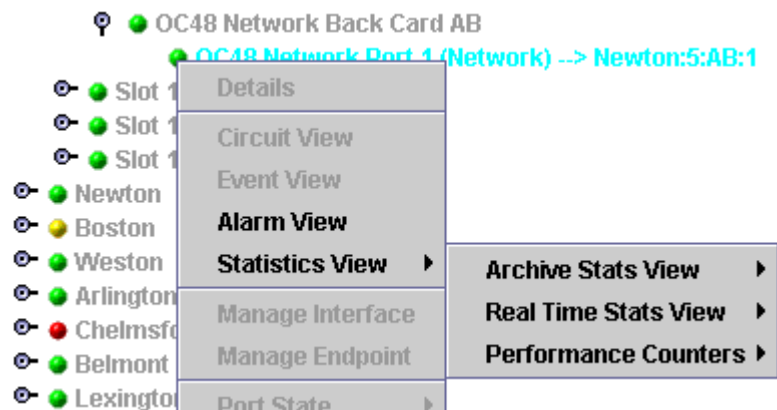 OC48 Network Back Card AB
OC48 Network Port 1 (Network) --> Newton:5:AB:1
Slot 1
Details
Slot 1
Circuit View
Slot 1
Event View
Newton
Alarm View
Boston
Statistics View
Weston
Archive Stats View
Arlington
Real Time Stats View
Manage Interface
Performance Counters
Manage Endpoint
Belmont
Port State